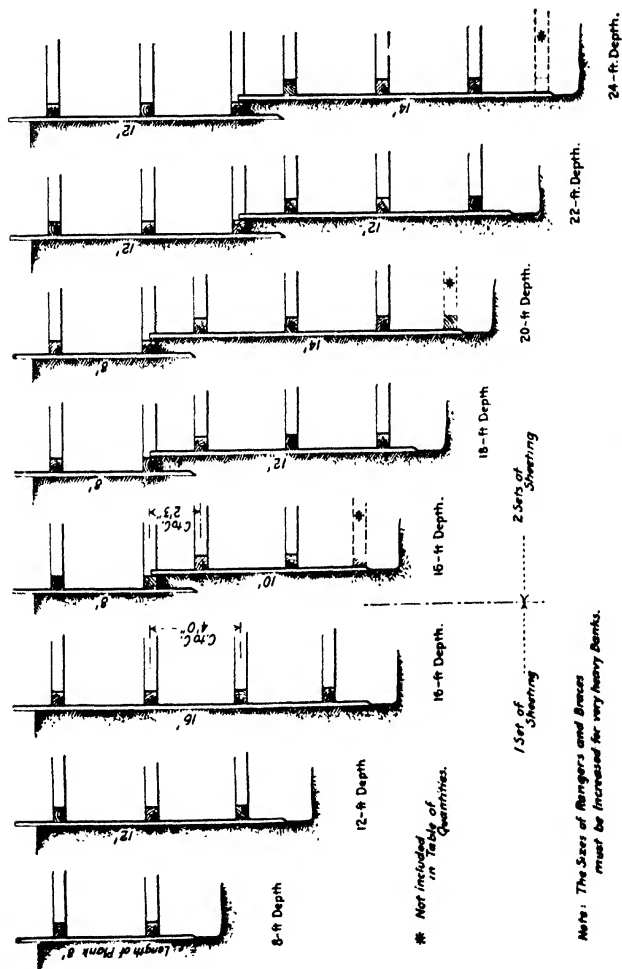 Length of Plank 8'
8-ft Depth
12'
12-ft Depth
16'
C. to C.
4'0"
16-ft Depth.
8'
C. to C.
2'3"
10'
*
16-ft Depth.
8'
12'
18-ft Depth
8'
14'
*
20-ft Depth.
12'
12'
22-ft. Depth.
12'
14'
*
24-ft. Depth.
* Not included
in Table of
Quantities.
1 Set of
Sheeting
2 Sets of
Sheeting
Note: The Sizes of Rangers and Braces
must be Increased for very heavy Banks.